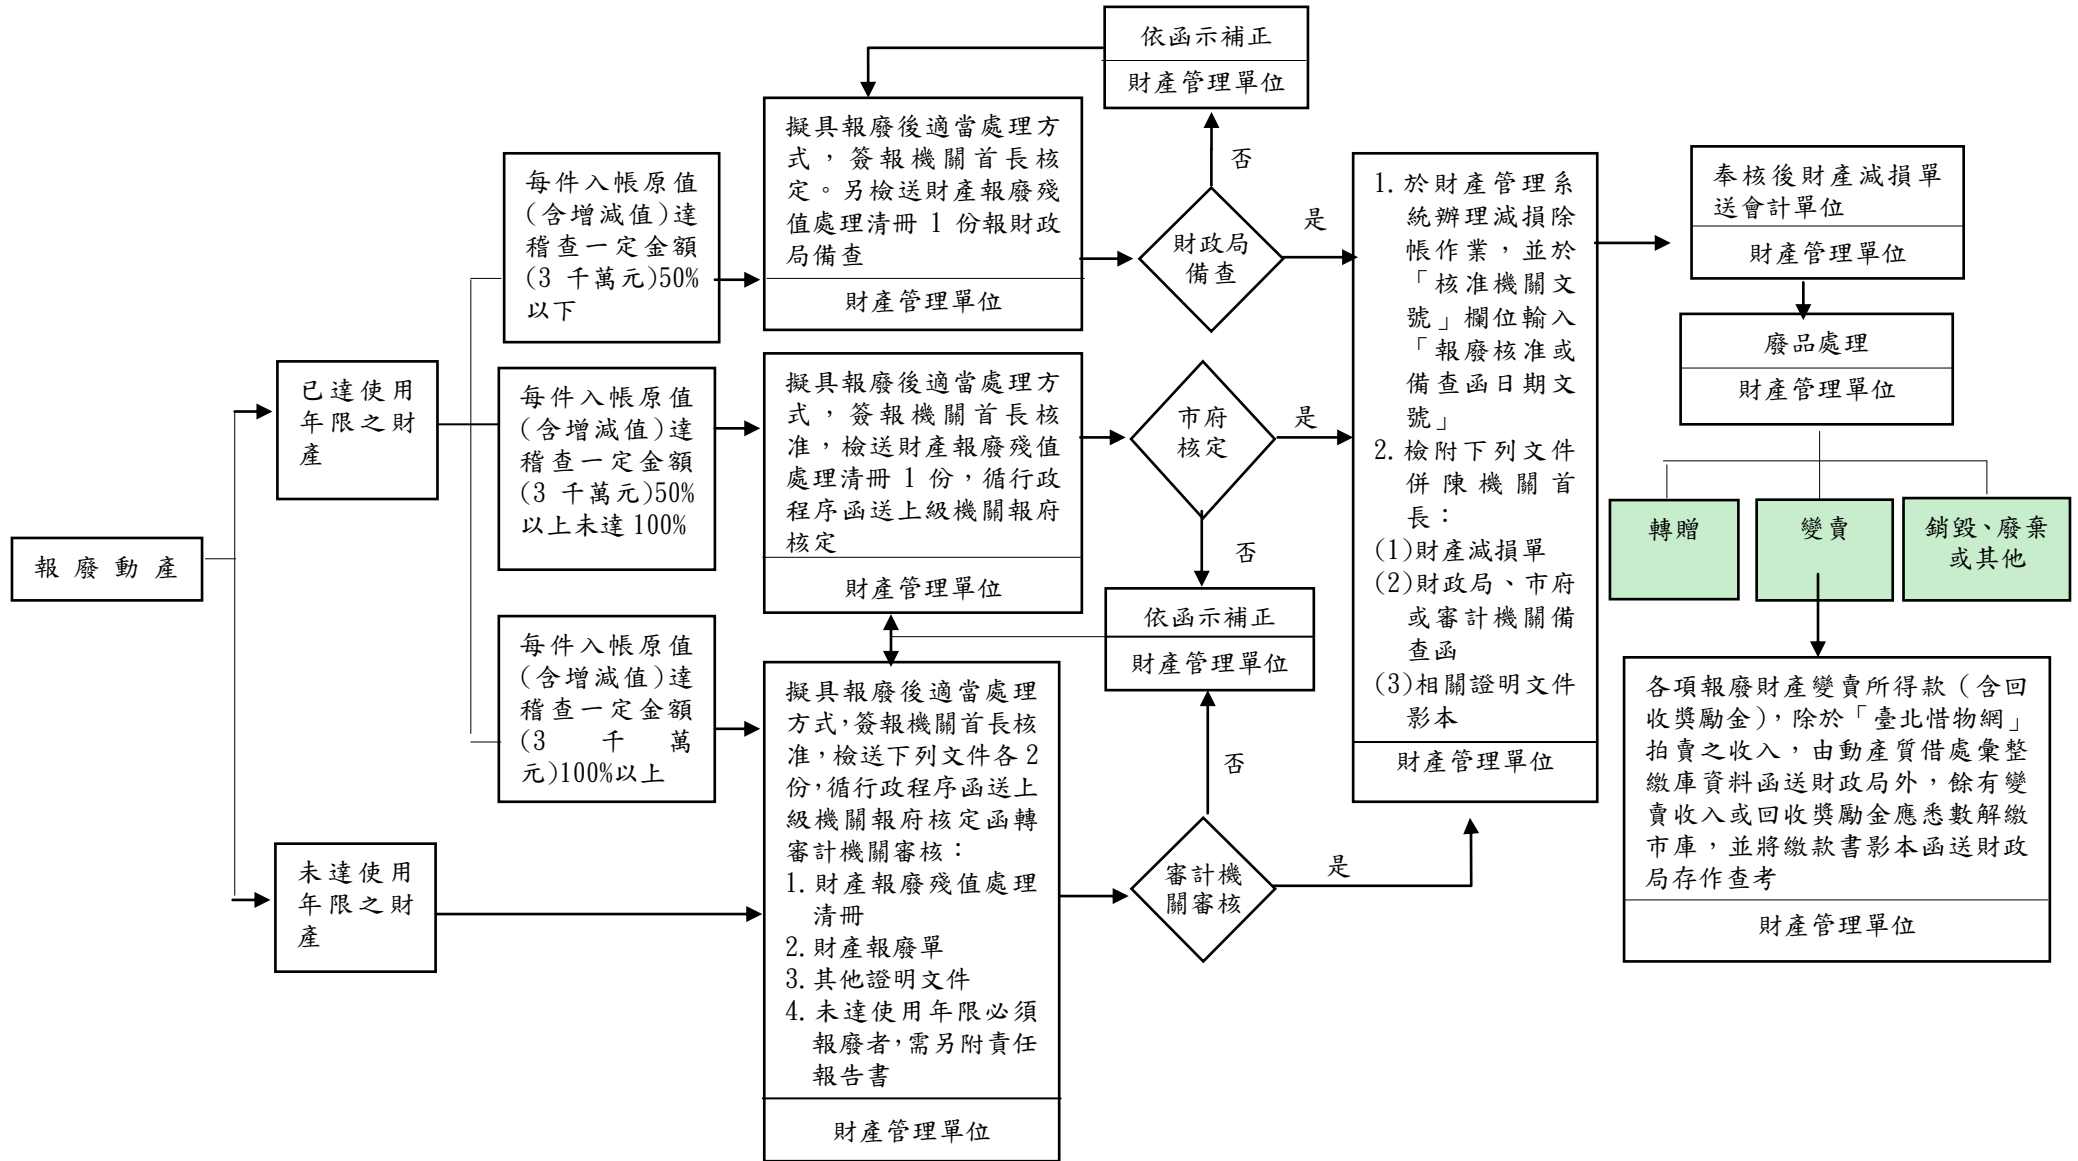 報廢動產
已達使用
年限之財
產
未達使用
年限之財
產
每件入帳原值
(含增減值)達
稽查一定金額
(3 千萬元)50%
以下
每件入帳原值
(含增減值)達
稽查一定金額
(3 千萬元)50%
以上未達 100%
每件入帳原值
(含增減值)達
稽查一定金額
(3 千萬
元)100%以上
擬具報廢後適當處理方
式，簽報機關首長核
定。另檢送財產報廢殘
值處理清冊 1 份報財政
局備查
財產管理單位
擬具報廢後適當處理方
式，簽報機關首長核
准，檢送財產報廢殘值
處理清冊 1 份，循行政
程序函送上級機關報府
核定
財產管理單位
擬具報廢後適當處理
方式，簽報機關首長核
准，檢送下列文件各 2
份，循行政程序函送上
級機關報府核定函轉
審計機關審核：
1. 財產報廢殘值處理
清冊
2. 財產報廢單
3. 其他證明文件
4. 未達使用年限必須
報廢者，需另附責任
報告書
財產管理單位
依函示補正
財產管理單位
否
財政局
備查
是
市府
核定
是
否
依函示補正
財產管理單位
否
審計機
關審核
是
1. 於財產管理系
統辦理減損除
帳作業，並於
「核准機關文
號」欄位輸入
「報廢核准或
備查函日期文
號」
2. 檢附下列文件
併陳機關首
長：
(1)財產減損單
(2)財政局、市府
或審計機關備
查函
(3)相關證明文件
影本
財產管理單位
奉核後財產減損單
送會計單位
財產管理單位
廢品處理
財產管理單位
轉贈
變賣
銷毀、廢棄
或其他
各項報廢財產變賣所得款（含回
收獎勵金），除於「臺北惜物網」
拍賣之收入，由動產質借處彙整
繳庫資料函送財政局外，餘有變
賣收入或回收獎勵金應悉數解繳
市庫，並將繳款書影本函送財政
局存作查考
財產管理單位